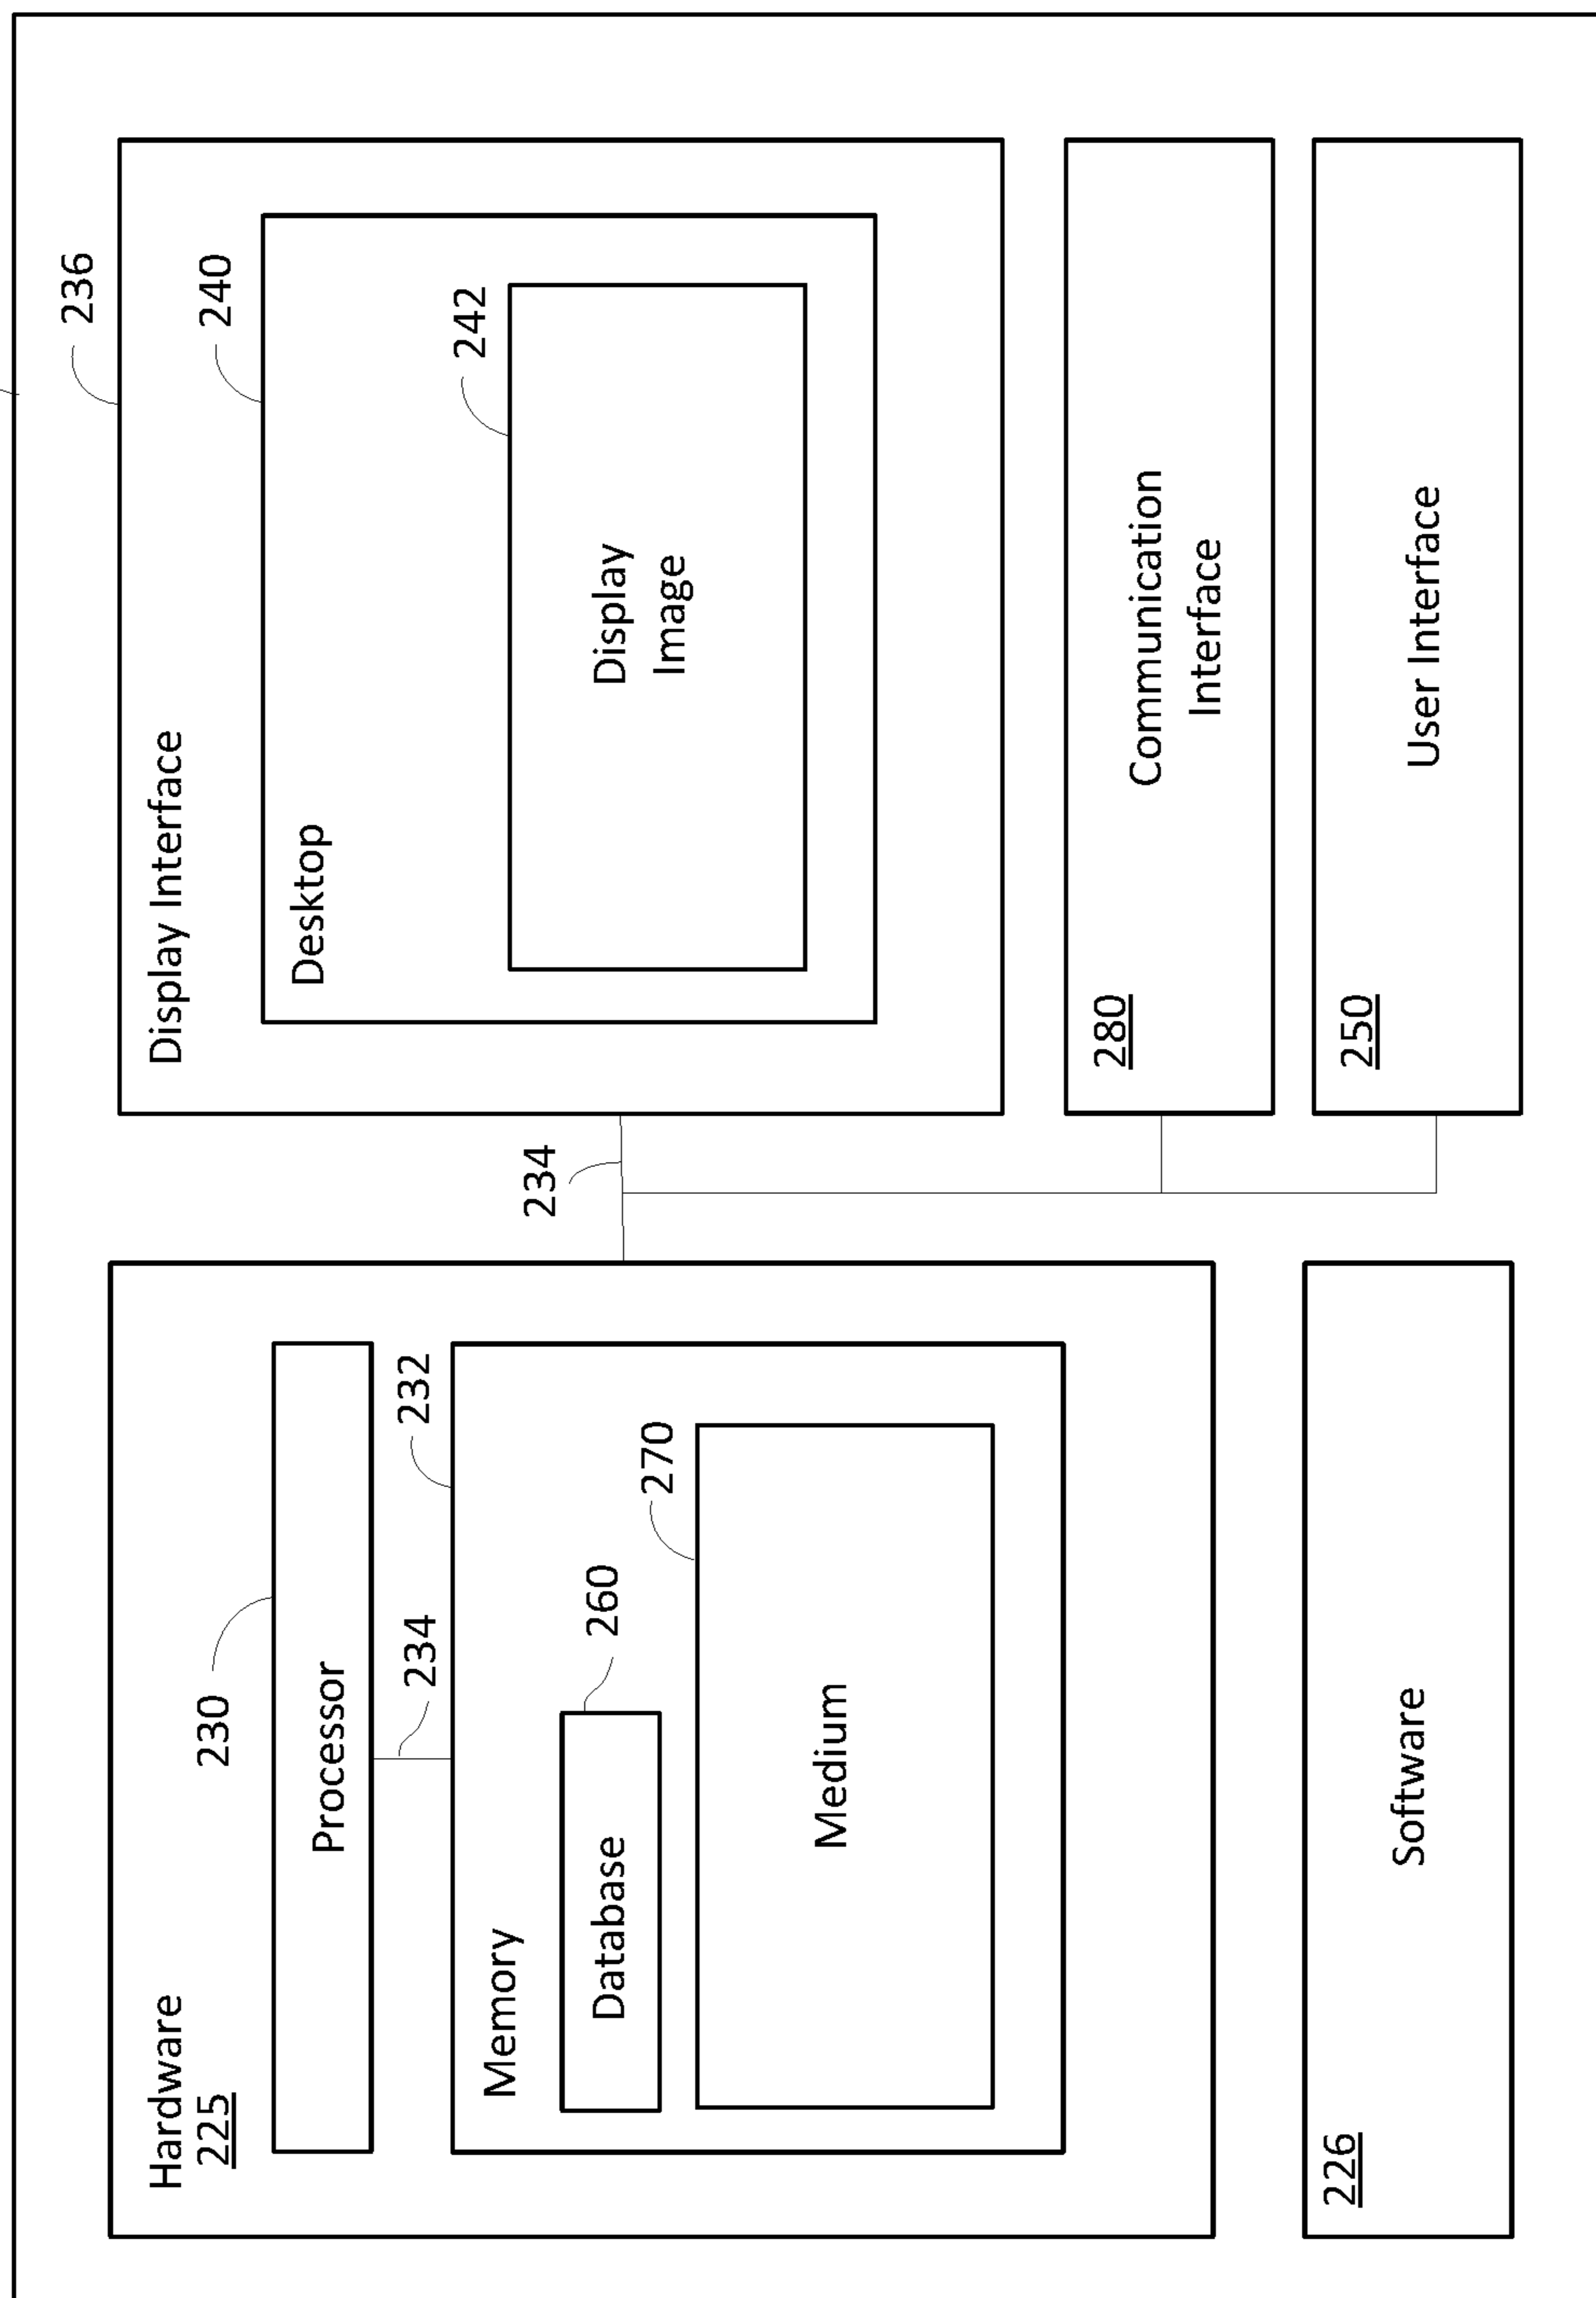 Hardware
225
230
Processor
234
232
Memory
Database
260
270
Medium
226
Software
234
236
Display Interface
240
Desktop
242
Display
Image
280
Communication
Interface
250
User Interface